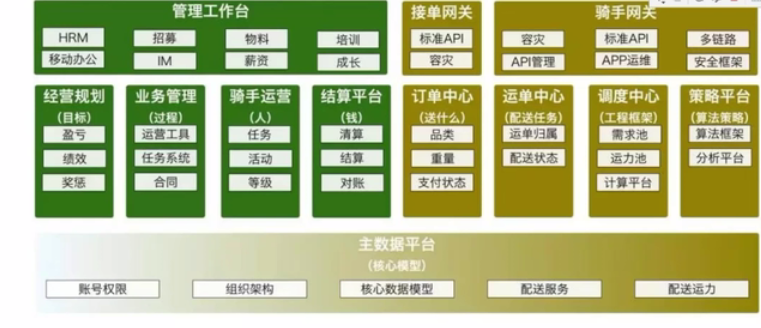 管理工作台
接单网关
骑手网关
HRM
招募
物料
培训
标准API
容灾
标准API
多链路
移动办公
IM
薪资
成长
容灾
API管理
APP运维
安全框架
经营规划
业务管理
骑手运营
结算平台
订单中心
运单中心
调度中心
策略平台
(目标)
(过程)
(人)
(钱)
(送什么)
(配送任务)
(工程框架)
(算法策略)
盈亏
运营工具
任务
清算
品类
运单归属
需求池
算法框架
绩效
任务系统
活动
结算
重量
配送状态
运力池
分析平台
奖惩
合同
等级
对账
支付状态
计算平台
主数据平台
(核心模型)
账号权限
组织架构
核心数据模型
配送服务
配送运力